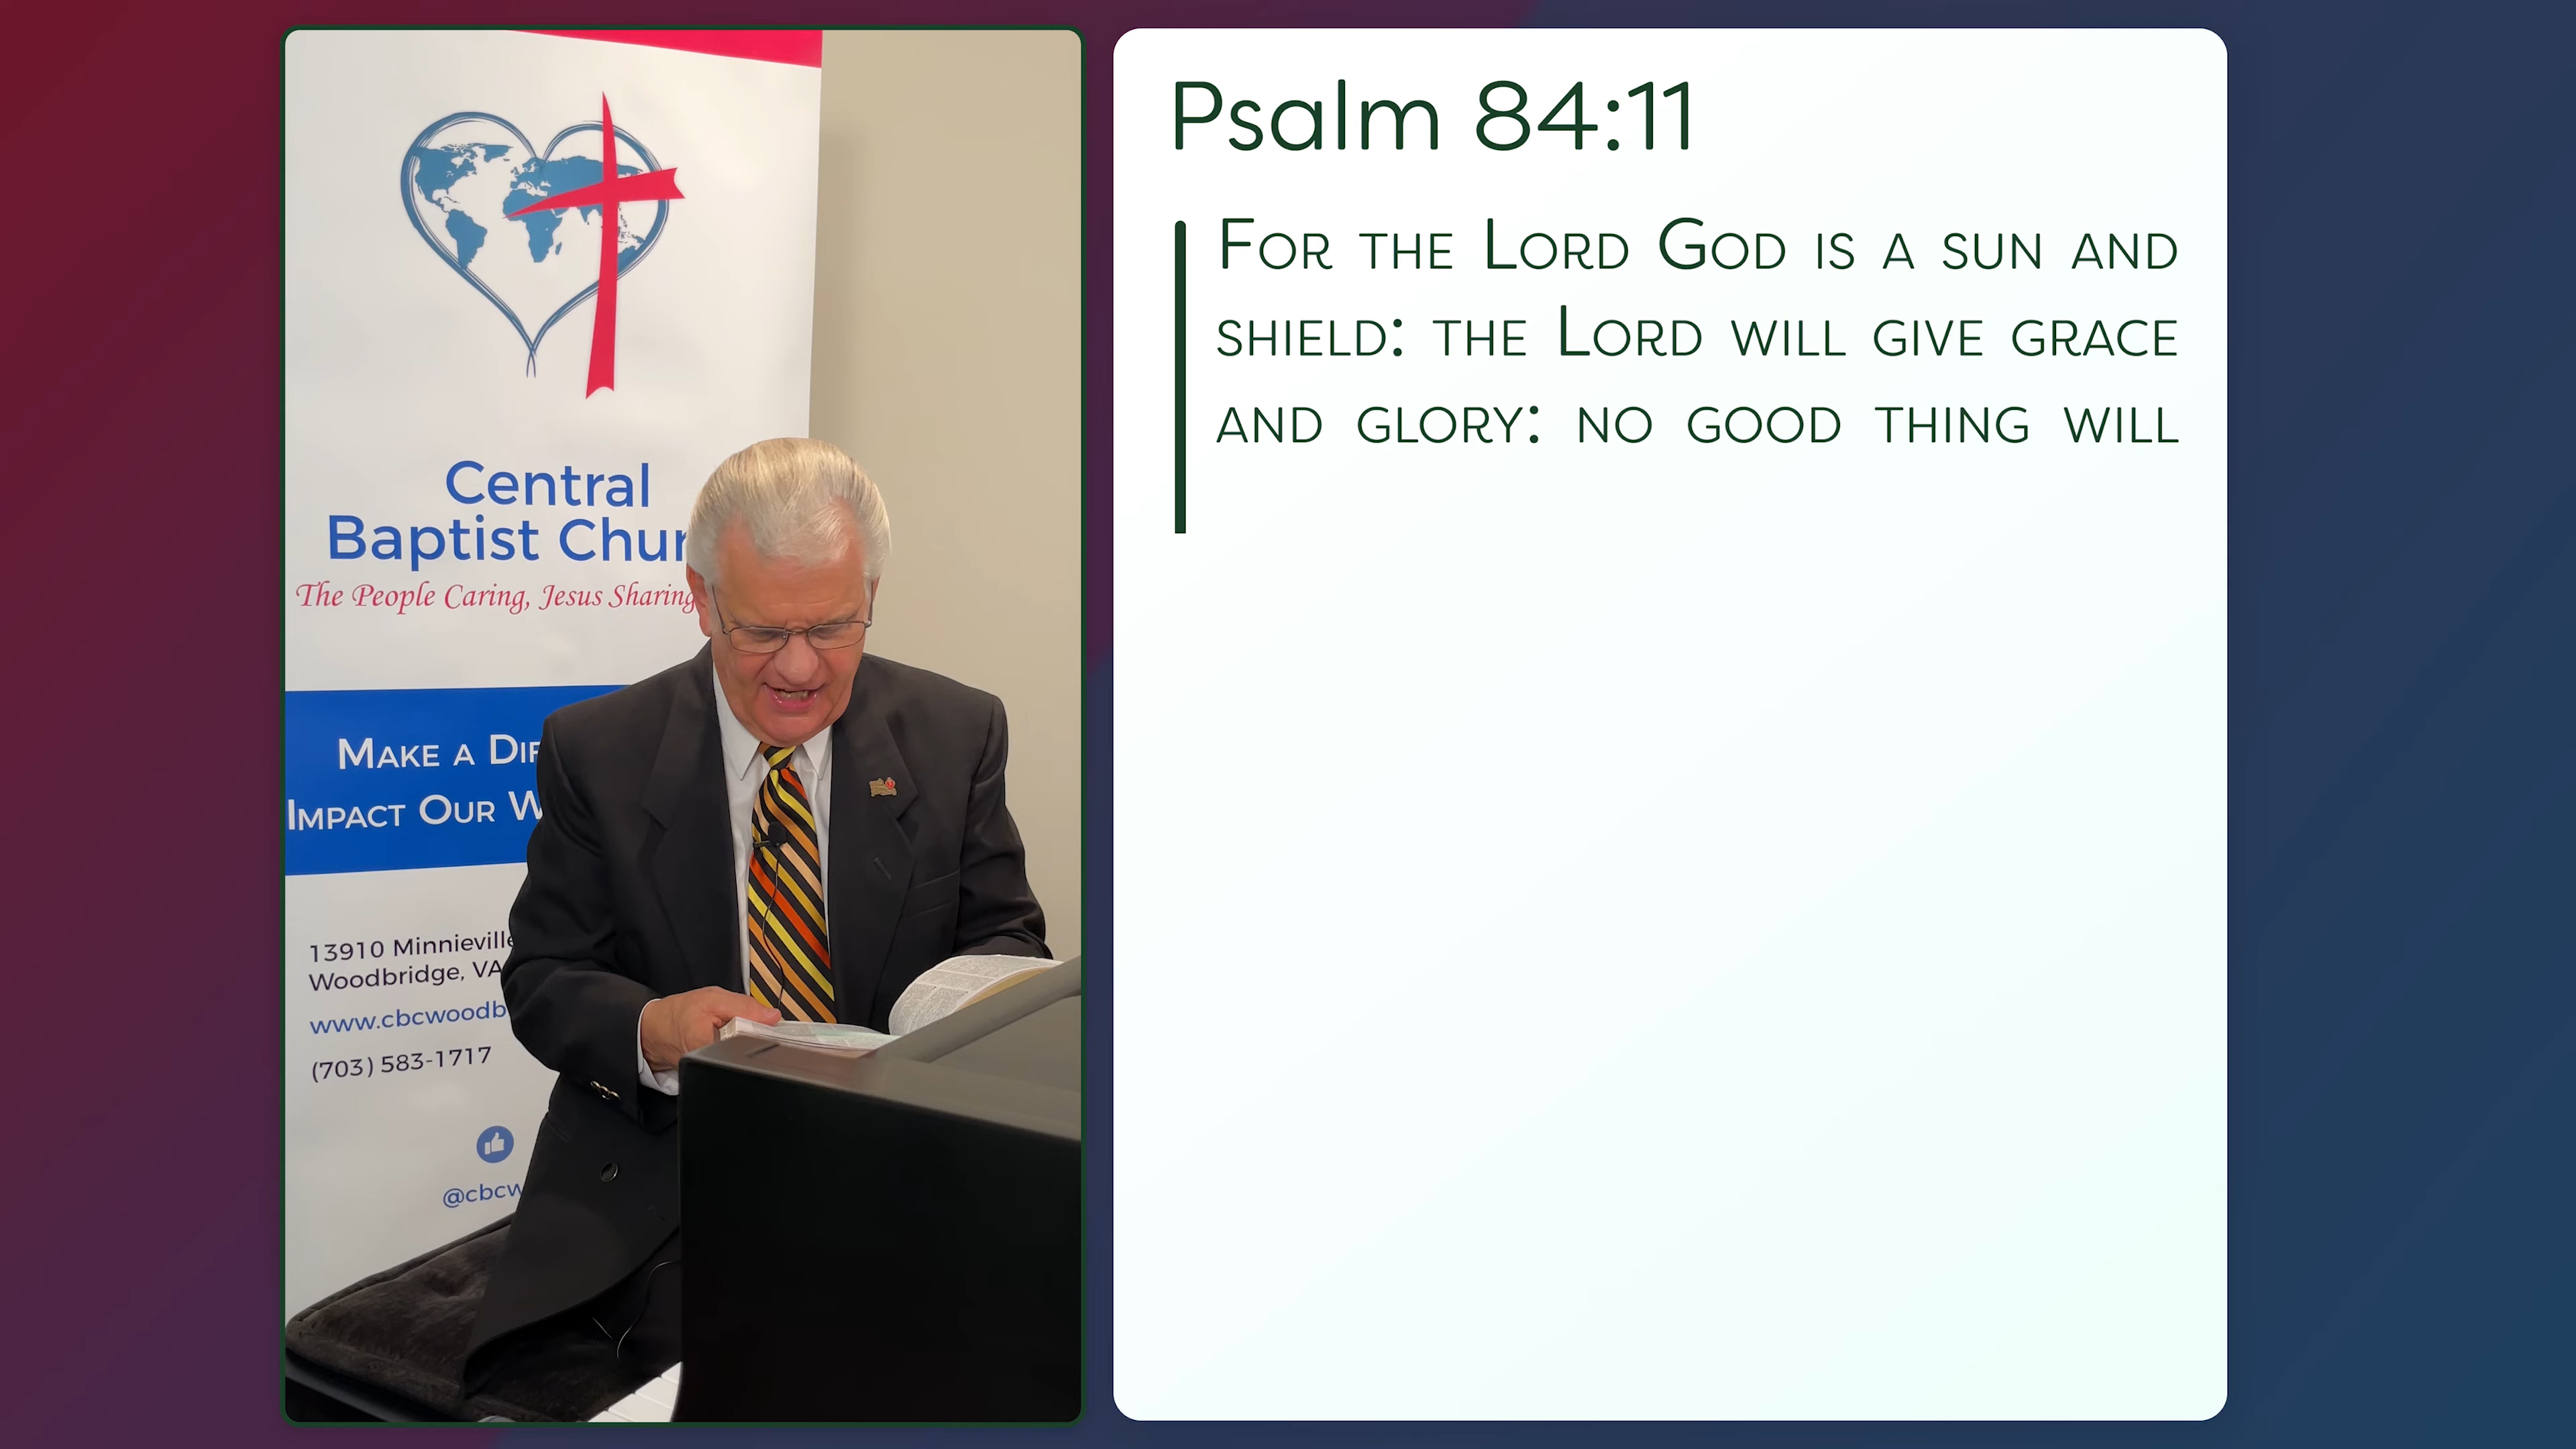 Central
Baptist Chur
The People Caring, Jesus Sharing
MAKE A DIF
IMPACT OUR W
13910 Minnieville
Woodbridge, VA
www.cbcwoodb
(703) 583-1717
@cbcw
Psalm 84:11
FOR THE LORD GOD IS A SUN AND
SHIELD: THE LORD WILL GIVE GRACE
AND GLORY: NO GOOD THING WILL